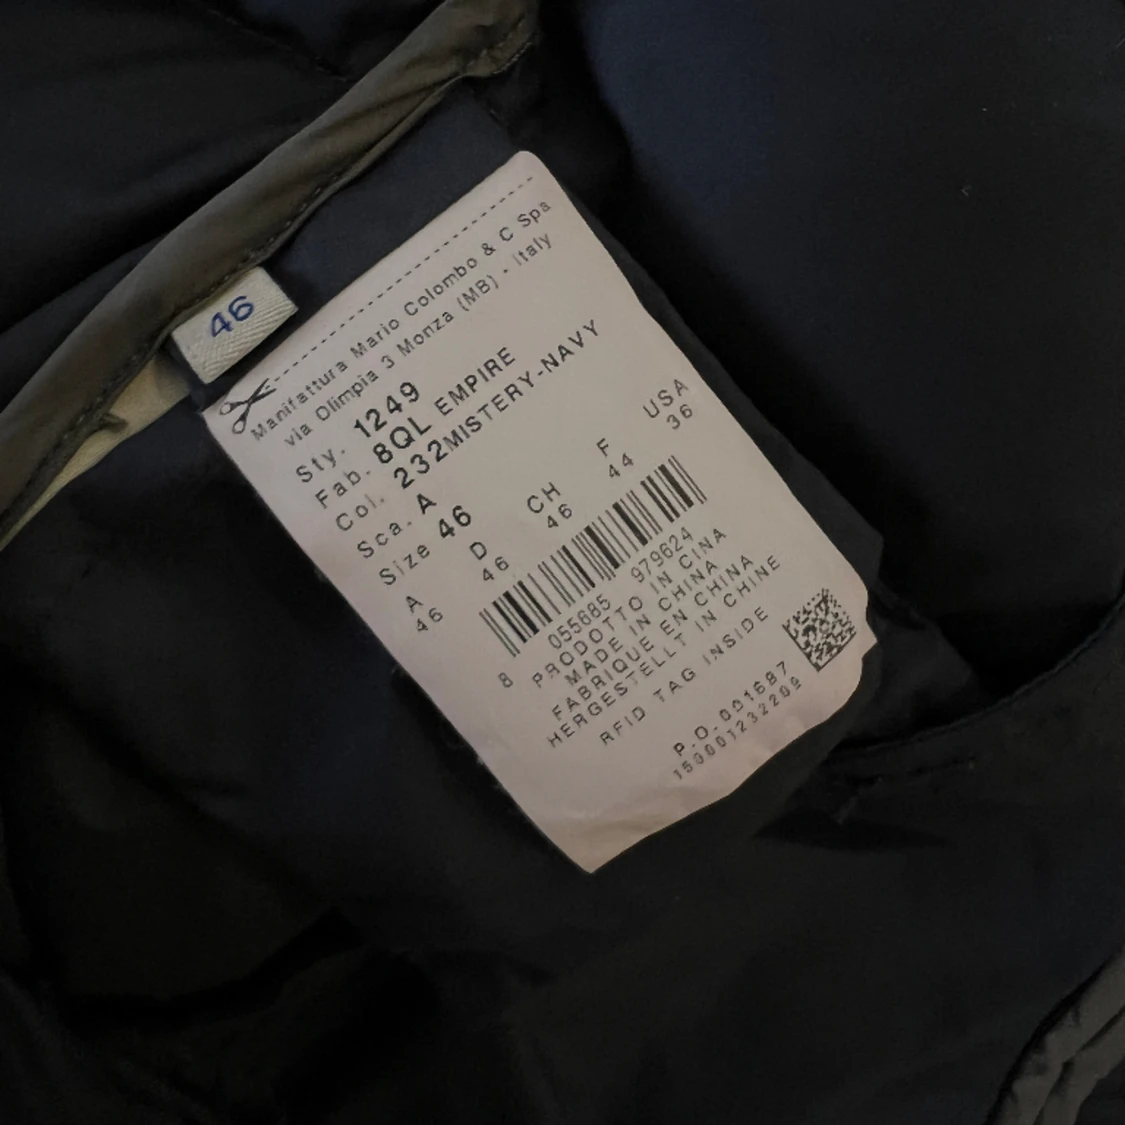 46
Manifattura Mario Colombo & C Spa
via Olimpia 3 Monza (MB) - Italy
Sty. 1249
Fab. 8QL EMPIRE
Col. 232MISTERY-NAVY
Sca. A
Size 46
A D CH F USA
46 46 46 44 36
8 055685 979624
PRODOTTO IN CINA
MADE IN CHINA
FABRIQUE EN CHINA
HERGESTELLT IN CHINE
RFID TAG INSIDE
P.O. 001687
150001232209